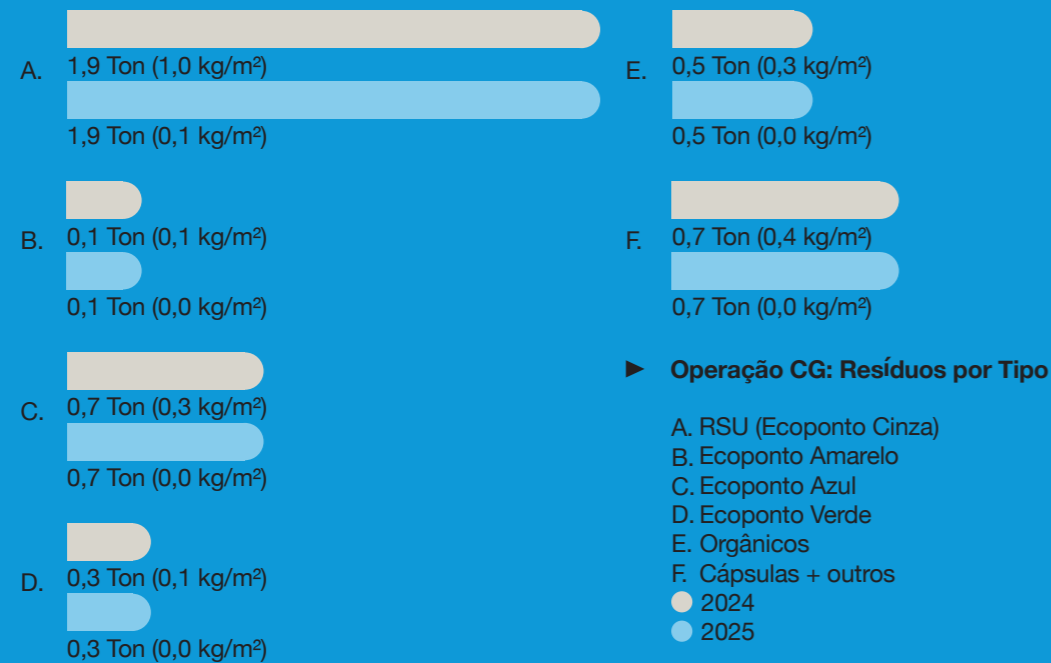 A.
1,9 Ton (1,0 kg/m²)
1,9 Ton (0,1 kg/m²)
B.
0,1 Ton (0,1 kg/m²)
0,1 Ton (0,0 kg/m²)
C.
0,7 Ton (0,3 kg/m²)
0,7 Ton (0,0 kg/m²)
D.
0,3 Ton (0,1 kg/m²)
0,3 Ton (0,0 kg/m²)
E.
0,5 Ton (0,3 kg/m²)
0,5 Ton (0,0 kg/m²)
F.
0,7 Ton (0,4 kg/m²)
0,7 Ton (0,0 kg/m²)
► Operação CG: Resíduos por Tipo
A. RSU (Ecoponto Cinza)
B. Ecoponto Amarelo
C. Ecoponto Azul
D. Ecoponto Verde
E. Orgânicos
F. Cápsulas + outros
2024
2025